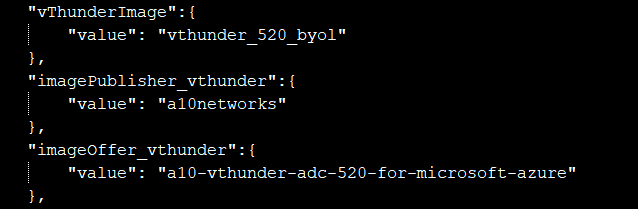 "vThunderImage":{
"value": "vthunder_520_byol"
},
"imagePublisher_vthunder":{
"value": "a10networks"
},
"imageOffer_vthunder":{
"value": "a10-vthunder-adc-520-for-microsoft-azure"
},